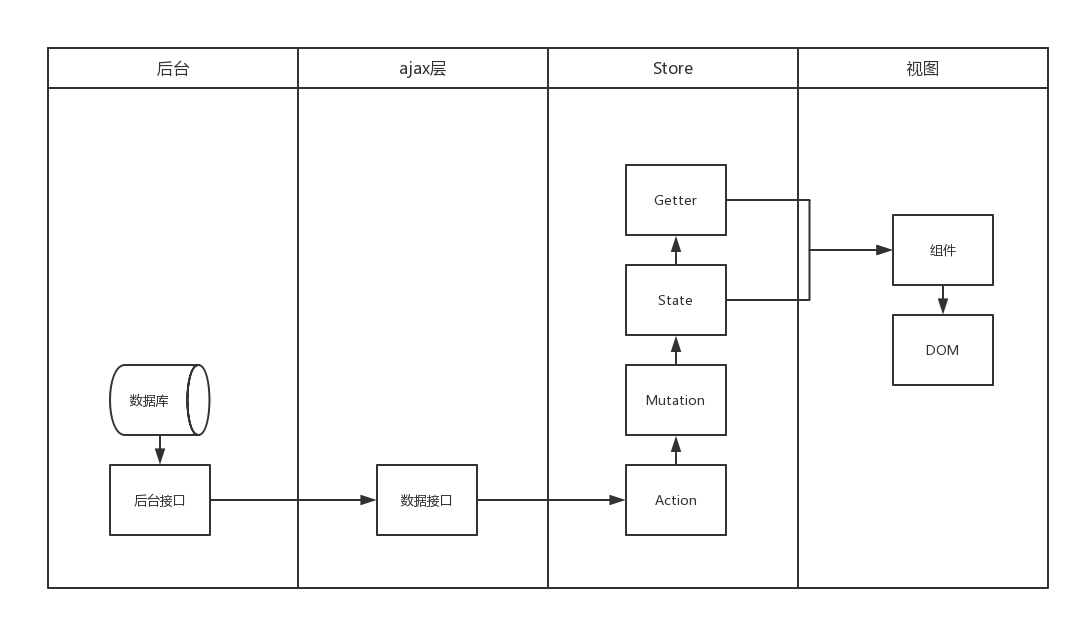 后台
ajax层
Store
视图
Getter
组件
State
DOM
数据库
Mutation
后台接口
数据接口
Action